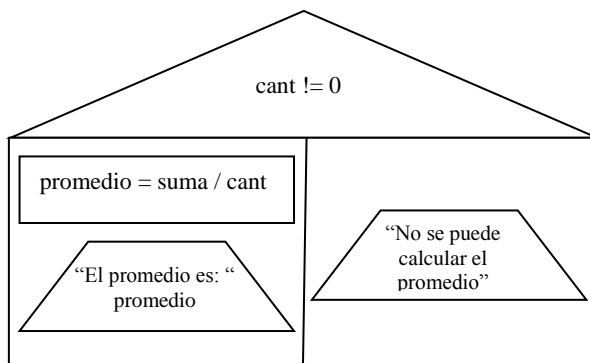 cant != 0
promedio = suma / cant
“El promedio es: “
promedio
“No se puede
calcular el
promedio”